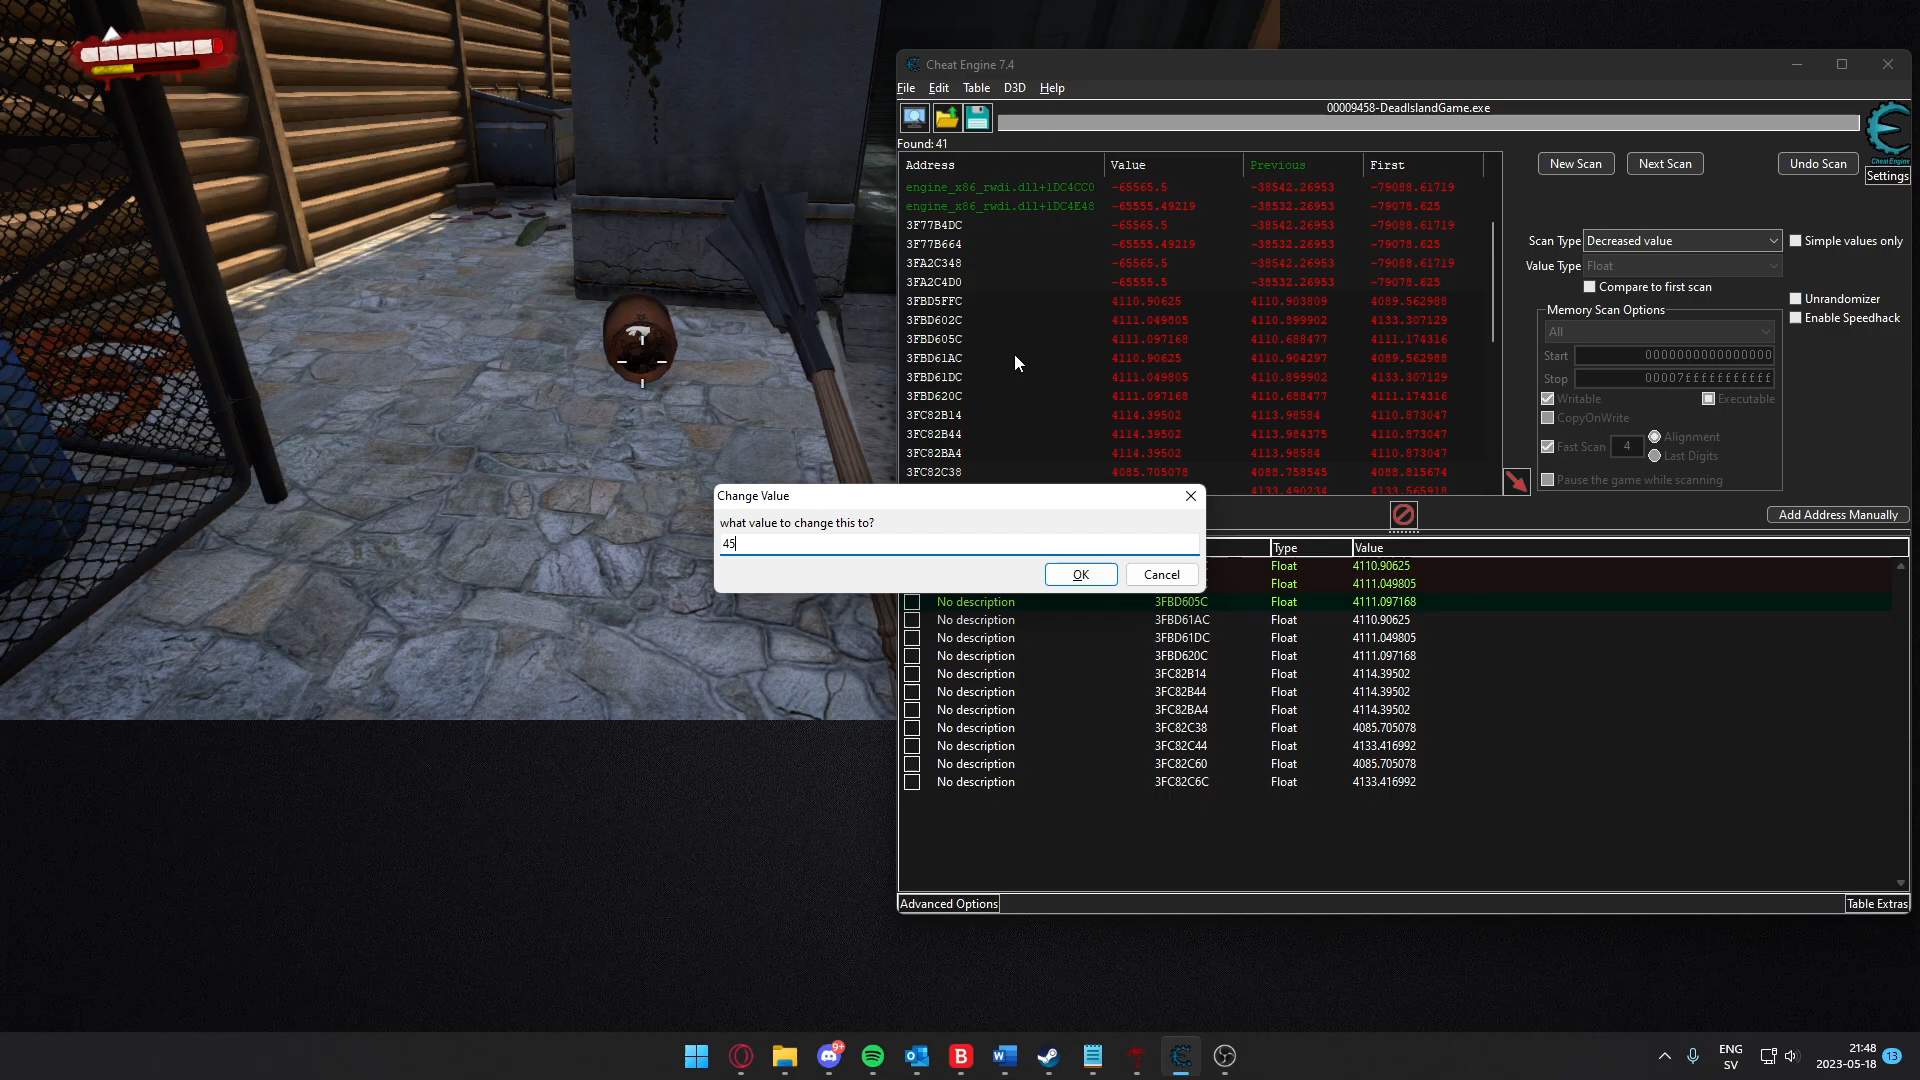 Cheat Engine 7.4
File Edit Table D3D Help
00009458-DeadIslandGame.exe
Found: 41
Address Value Previous First
engine_x86_rwdi.dll+1DC4CC0 -65565.5 -38542.26953 -79088.61719
engine_x86_rwdi.dll+1DC4E48 -65555.49219 -38532.26953 -79078.625
3F77B4DC -65565.5 -38542.26953 -79088.61719
3F77B664 -65555.49219 -38532.26953 -79078.625
3FA2C348 -65565.5 -38542.26953 -79088.61719
3FA2C4D0 -65555.5 -38532.26953 -79078.625
3FBD5FFC 4110.90625 4110.903809 4089.562988
3FBD602C 4111.049805 4110.899902 4133.307129
3FBD605C 4111.097168 4110.688477 4111.174316
3FBD61AC 4110.90625 4110.904297 4089.562988
3FBD61DC 4111.049805 4110.899902 4133.307129
3FBD620C 4111.097168 4110.688477 4111.174316
3FC82B14 4114.39502 4113.98584 4110.873047
3FC82B44 4114.39502 4113.984375 4110.873047
3FC82BA4 4114.39502 4113.98584 4110.873047
3FC82C38 4085.705078 4088.758545 4088.815674
4133.490234 4133.565918
New Scan Next Scan Undo Scan
Cheat Engine
Settings
Scan Type Decreased value Simple values only
Value Type Float
Compare to first scan
Unrandomizer
Enable Speedhack
Memory Scan Options
All
Start 0000000000000000
Stop 00007fffffffffff
Writable Executable
CopyOnWrite
Fast Scan 4 Alignment
Last Digits
Pause the game while scanning
Add Address Manually
Change Value
what value to change this to?
45
OK Cancel
Type Value
Float 4110.90625
Float 4111.049805
No description 3FBD605C Float 4111.097168
No description 3FBD61AC Float 4110.90625
No description 3FBD61DC Float 4111.049805
No description 3FBD620C Float 4111.097168
No description 3FC82B14 Float 4114.39502
No description 3FC82B44 Float 4114.39502
No description 3FC82BA4 Float 4114.39502
No description 3FC82C38 Float 4085.705078
No description 3FC82C44 Float 4133.416992
No description 3FC82C60 Float 4085.705078
No description 3FC82C6C Float 4133.416992
Advanced Options Table Extras
9+
B
W
ENG
SV
21:48
2023-05-18
13